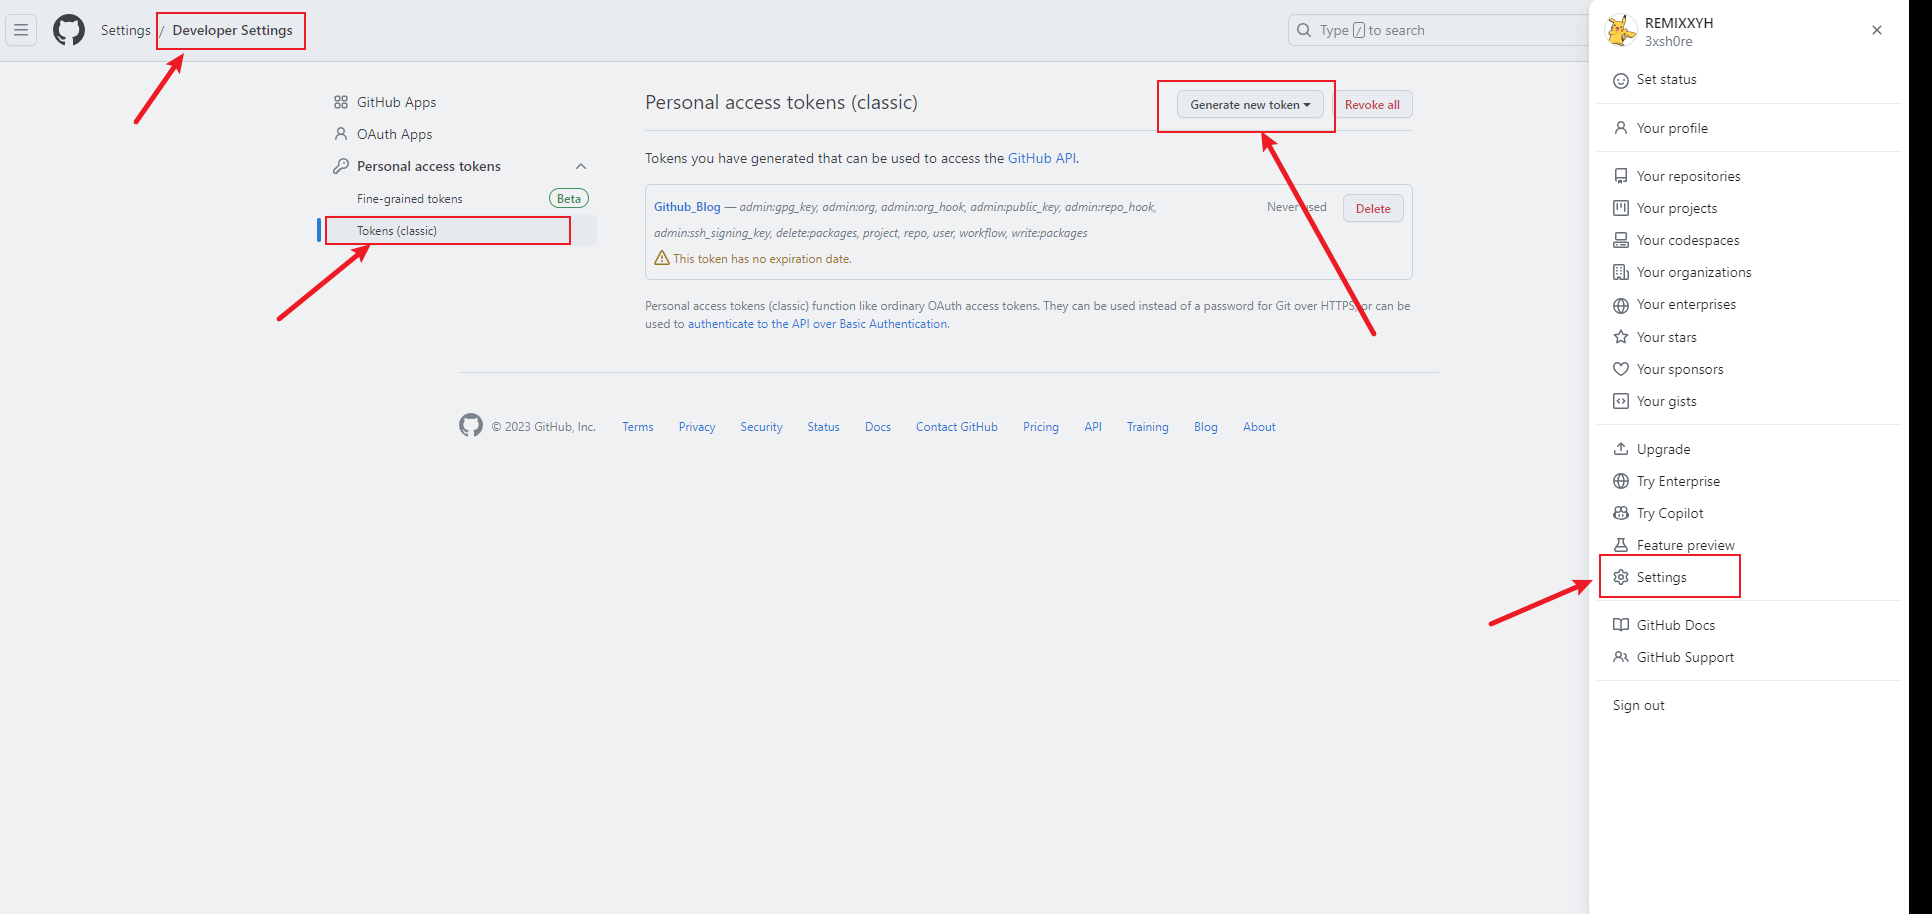 Settings / Developer Settings
Type / to search
GitHub Apps
OAuth Apps
Personal access tokens
Fine-grained tokens Beta
Tokens (classic)
Personal access tokens (classic)
Generate new token
Revoke all
Tokens you have generated that can be used to access the GitHub API.
Github_Blog — admin:gpg_key, admin:org, admin:org_hook, admin:public_key, admin:repo_hook,
admin:ssh_signing_key, delete:packages, project, repo, user, workflow, write:packages
Never used
Delete
This token has no expiration date.
Personal access tokens (classic) function like ordinary OAuth access tokens. They can be used instead of a password for Git over HTTPS, or can be
used to authenticate to the API over Basic Authentication.
© 2023 GitHub, Inc. Terms Privacy Security Status Docs Contact GitHub Pricing API Training Blog About
REMIXXYH
3xsh0re
Set status
Your profile
Your repositories
Your projects
Your codespaces
Your organizations
Your enterprises
Your stars
Your sponsors
Your gists
Upgrade
Try Enterprise
Try Copilot
Feature preview
Settings
GitHub Docs
GitHub Support
Sign out